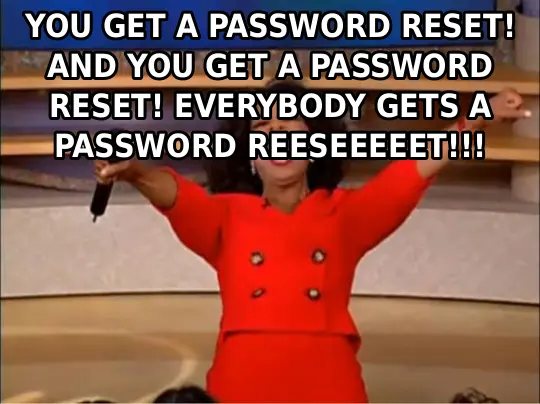 YOU GET A PASSWORD RESET!
AND YOU GET A PASSWORD
RESET! EVERYBODY GETS A
PASSWORD REESEEEEET!!!